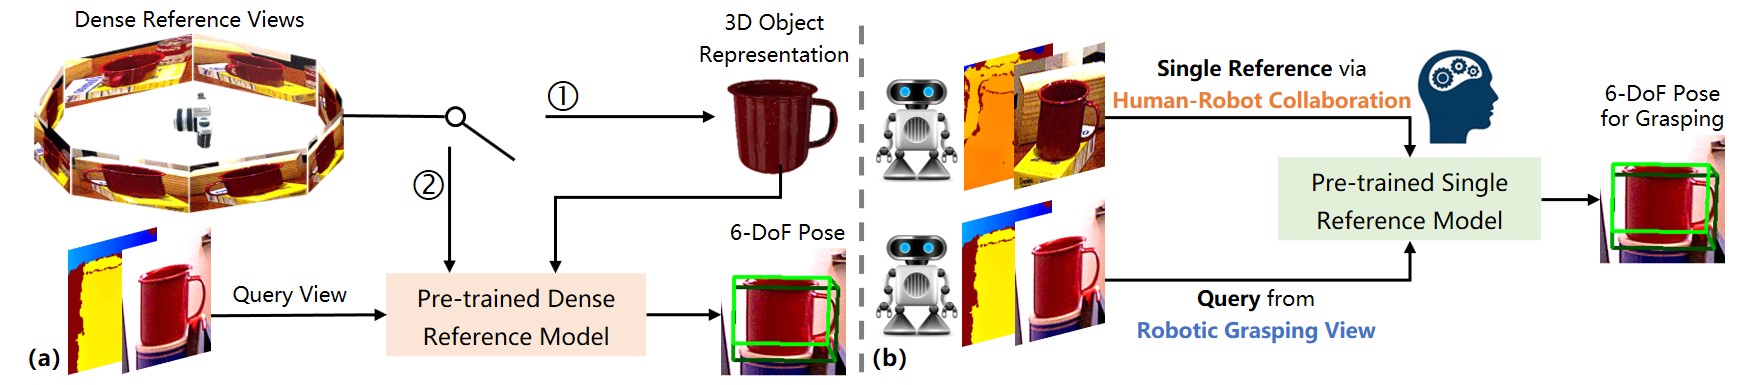 Dense Reference Views
3D Object
Representation
①
②
Query View
Pre-trained Dense
Reference Model
6-DoF Pose
(a)
Single Reference via
Human-Robot Collaboration
Pre-trained Single
Reference Model
Query from
Robotic Grasping View
6-DoF Pose
for Grasping
(b)